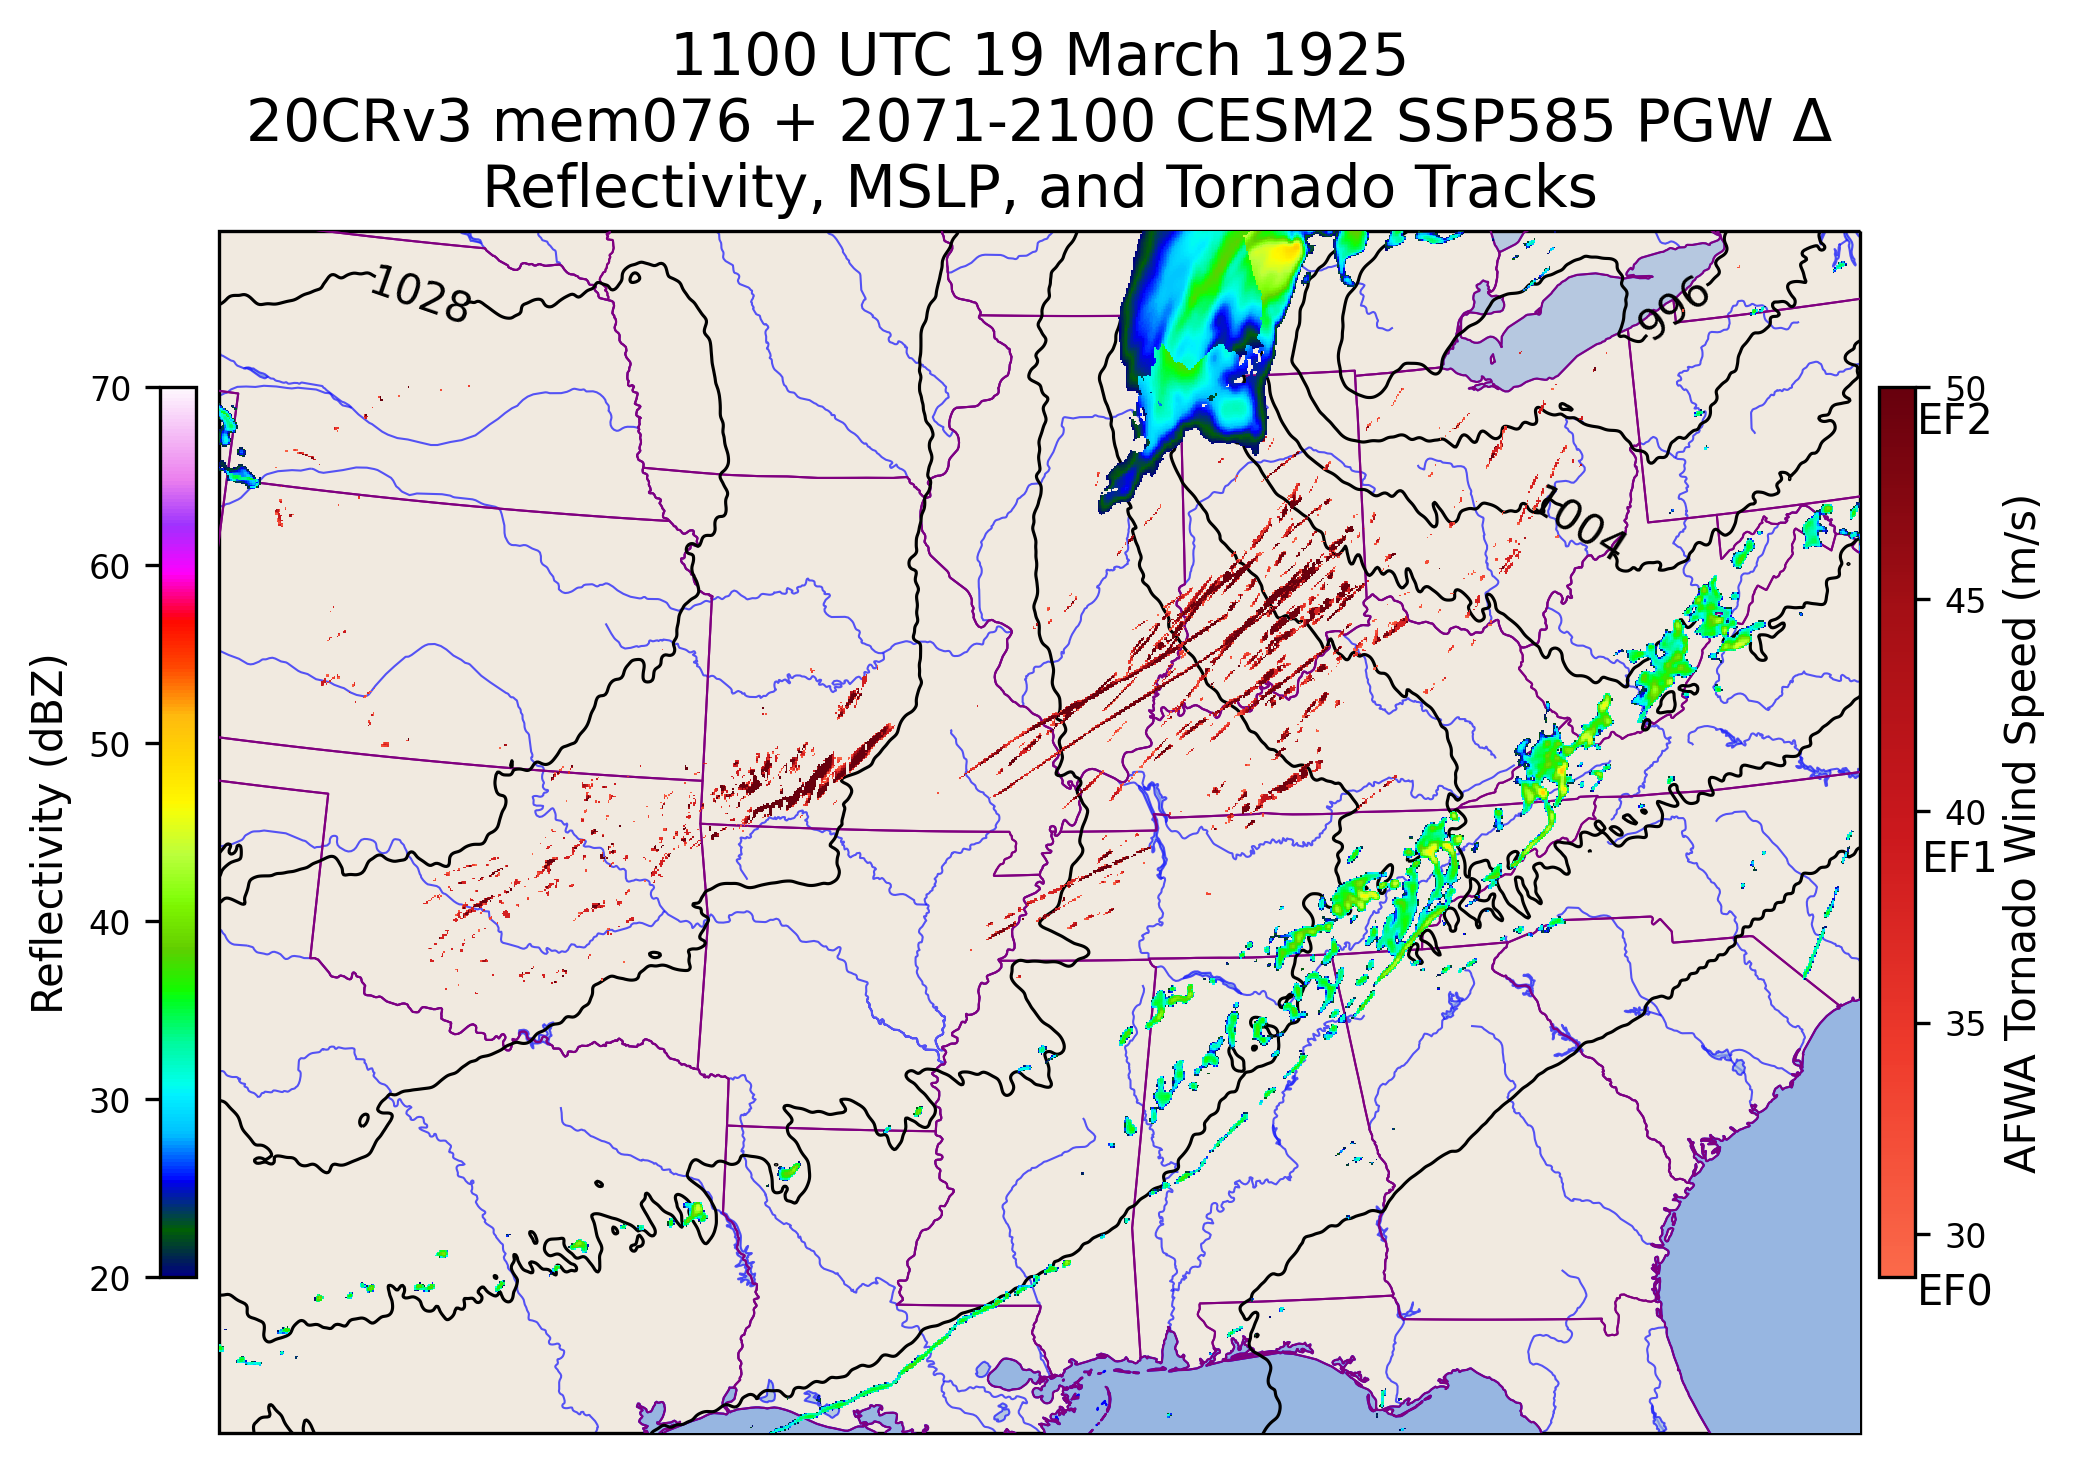 1100 UTC 19 March 1925
20CRv3 mem076 + 2071-2100 CESM2 SSP585 PGW Δ
Reflectivity, MSLP, and Tornado Tracks
1028
996
1004
70
60
50
40
30
20
Reflectivity (dBZ)
50
EF2
45
40
EF1
35
30
EF0
AFWA Tornado Wind Speed (m/s)